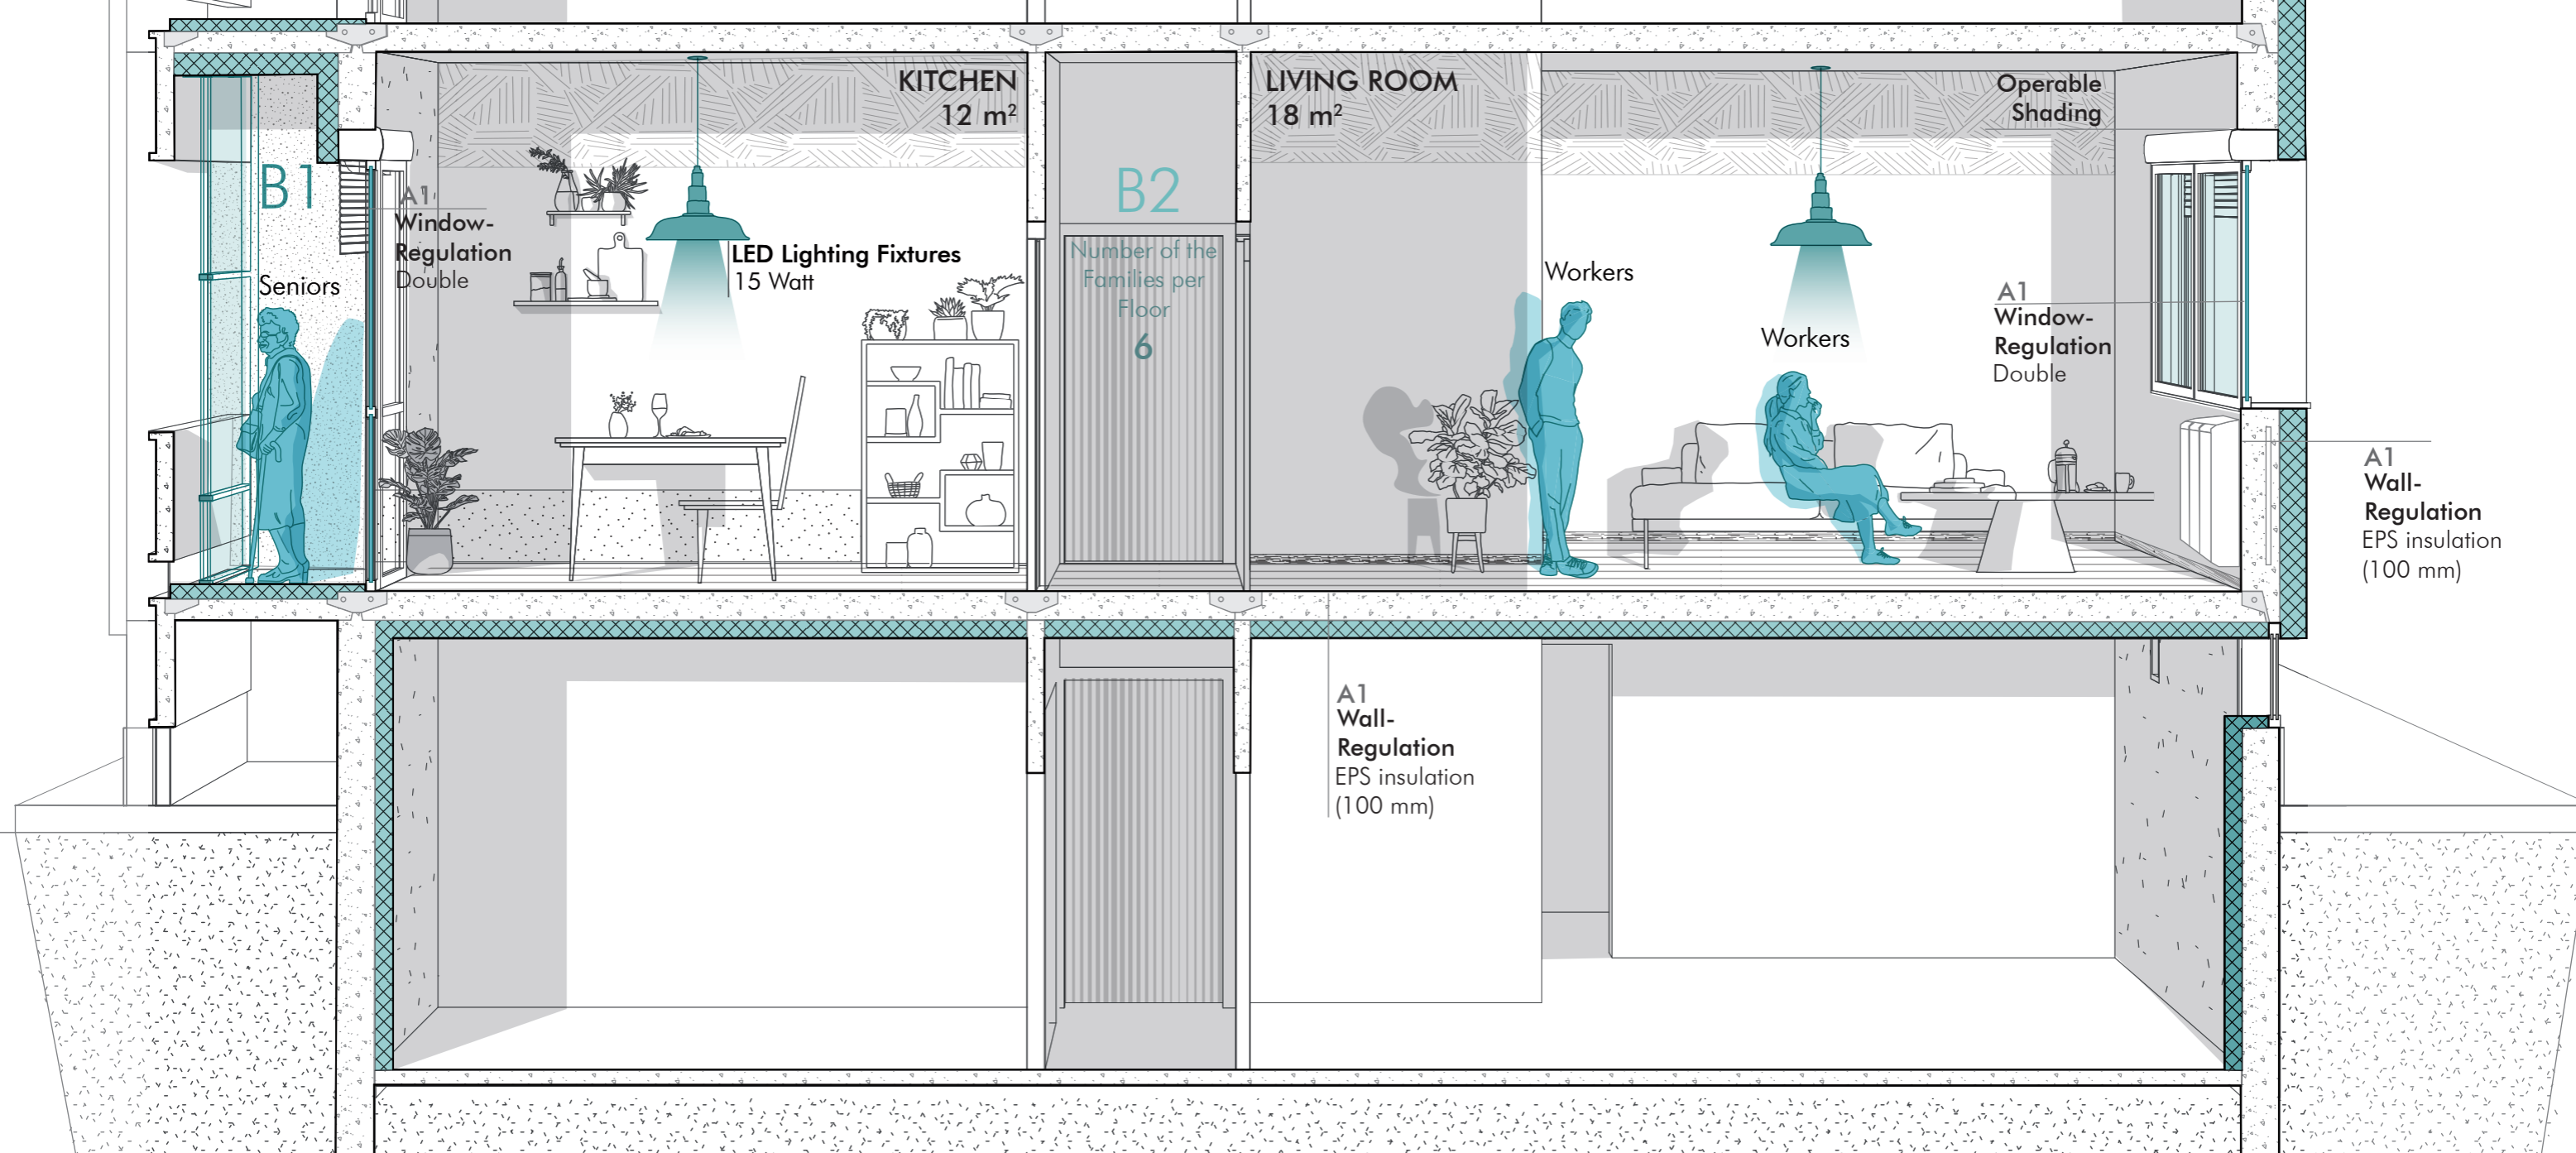 KITCHEN
12 m²
LIVING ROOM
18 m²
Operable
Shading
B1
A1
Window-
Regulation
Double
Seniors
LED Lighting Fixtures
15 Watt
B2
Number of the
Families per
Floor
6
Workers
Workers
A1
Window-
Regulation
Double
A1
Wall-
Regulation
EPS insulation
(100 mm)
A1
Wall-
Regulation
EPS insulation
(100 mm)